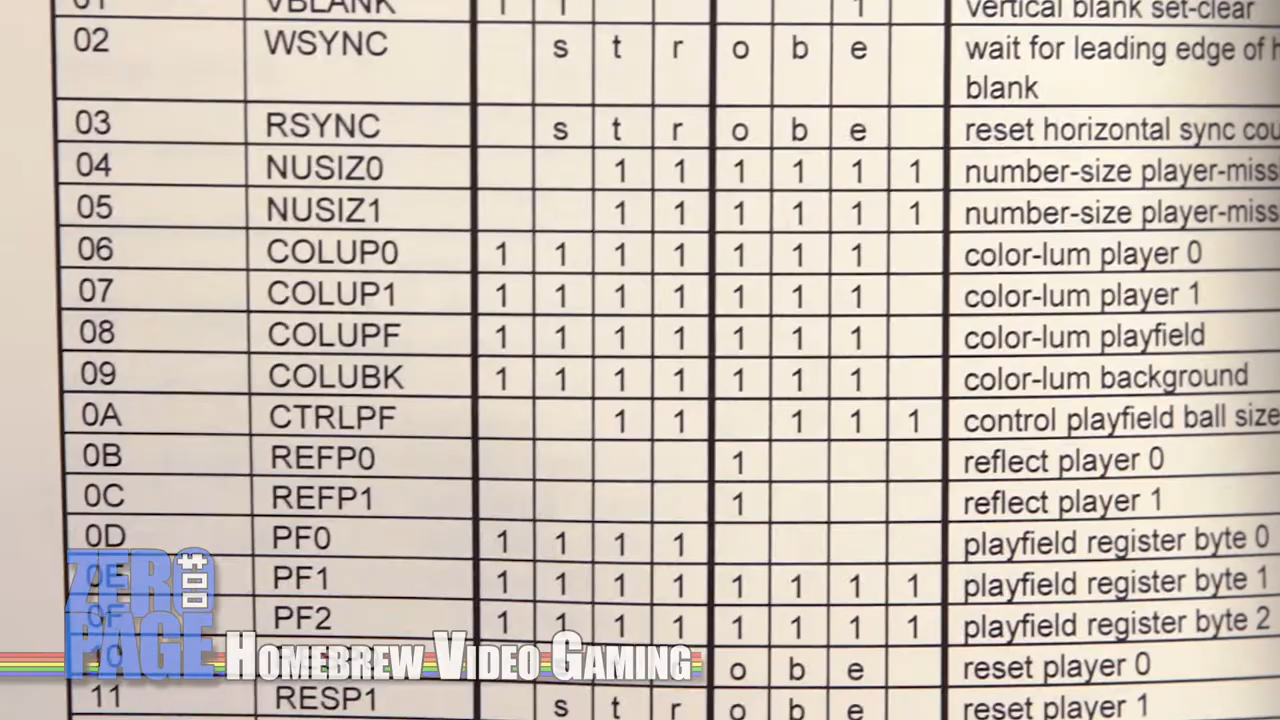 01 VBLANK 1 1 1 vertical blank set-clear
02 WSYNC s t r o b e wait for leading edge of h
blank
03 RSYNC s t r o b e reset horizontal sync cou
04 NUSIZ0 1 1 1 1 1 1 number-size player-miss
05 NUSIZ1 1 1 1 1 1 1 number-size player-miss
06 COLUP0 1 1 1 1 1 1 1 color-lum player 0
07 COLUP1 1 1 1 1 1 1 1 color-lum player 1
08 COLUPF 1 1 1 1 1 1 1 color-lum playfield
09 COLUBK 1 1 1 1 1 1 1 color-lum background
0A CTRLPF 1 1 1 1 1 control playfield ball size
0B REFP0 1 reflect player 0
0C REFP1 1 reflect player 1
0D PF0 1 1 1 1 playfield register byte 0
0E PF1 1 1 1 1 1 1 1 1 playfield register byte 1
0F PF2 1 1 1 1 1 1 1 1 playfield register byte 2
10 o b e reset player 0
11 RESP1 s t r o b e reset player 1
ZERO
PAGE HOMEBREW VIDEO GAMING